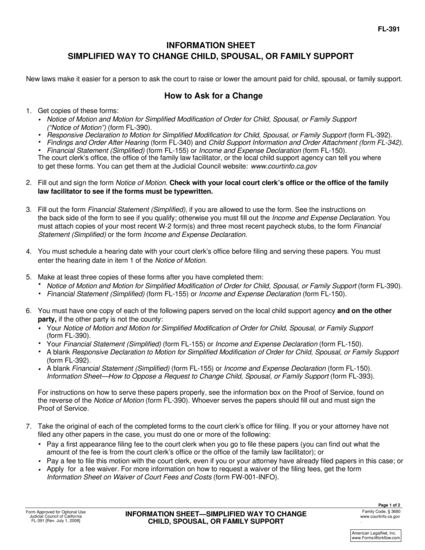 FL-391
INFORMATION SHEET
SIMPLIFIED WAY TO CHANGE CHILD, SPOUSAL, OR FAMILY SUPPORT
New laws make it easier for a person to ask the court to raise or lower the amount paid for child, spousal, or family support.
How to Ask for a Change
1. Get copies of these forms:
• Notice of Motion and Motion for Simplified Modification of Order for Child, Spousal, or Family Support
("Notice of Motion") (form FL-390).
• Responsive Declaration to Motion for Simplified Modification for Child, Spousal, or Family Support (form FL-392).
• Findings and Order After Hearing (form FL-340) and Child Support Information and Order Attachment (form FL-342).
• Financial Statement (Simplified) (form FL-155) or Income and Expense Declaration (form FL-150).
The court clerk's office, the office of the family law facilitator, or the local child support agency can tell you where
to get these forms. You can get them at the Judicial Council website: www.courtinfo.ca.gov
2. Fill out and sign the form Notice of Motion. Check with your local court clerk's office or the office of the family
law facilitator to see if the forms must be typewritten.
3. Fill out the form Financial Statement (Simplified), if you are allowed to use the form. See the instructions on
the back side of the form to see if you qualify; otherwise you must fill out the Income and Expense Declaration. You
must attach copies of your most recent W-2 form(s) and three most recent paycheck stubs, to the form Financial
Statement (Simplified) or the form Income and Expense Declaration.
4. You must schedule a hearing date with your court clerk's office before filing and serving these papers. You must
enter the hearing date in item 1 of the Notice of Motion.
5. Make at least three copies of these forms after you have completed them:
• Notice of Motion and Motion for Simplified Modification of Order for Child, Spousal, or Family Support (form FL-390).
• Financial Statement (Simplified) (form FL-155) or Income and Expense Declaration (form FL-150).
6. You must have one copy of each of the following papers served on the local child support agency and on the other
party, if the other party is not the county:
• Your Notice of Motion and Motion for Simplified Modification of Order for Child, Spousal, or Family Support
(form FL-390).
• Your Financial Statement (Simplified) (form FL-155) or Income and Expense Declaration (form FL-150).
• A blank Responsive Declaration to Motion for Simplified Modification of Order for Child, Spousal, or Family Support
(form FL-392).
• A blank Financial Statement (Simplified) (form FL-155) or Income and Expense Declaration (form FL-150).
Information Sheet—How to Oppose a Request to Change Child, Spousal, or Family Support (form FL-393).
For instructions on how to serve these papers properly, see the information box on the Proof of Service, found on
the reverse of the Notice of Motion (form FL-390). Whoever serves the papers should fill out and must sign the
Proof of Service.
7. Take the original of each of the completed forms to the court clerk's office for filing. If you or your attorney have not
filed any other papers in the case, you must do one or more of the following:
• Pay a first appearance filing fee to the court clerk when you go to file these papers (you can find out what the
amount of the fee is from the court clerk's office or the office of the family law facilitator); or
• Pay a fee to file this motion with the court clerk, even if you or your attorney have already filed papers in this case; or
• Apply for a fee waiver. For more information on how to request a waiver of the filing fees, get the form
Information Sheet on Waiver of Court Fees and Costs (form FW-001-INFO).
Page 1 of 3
Form Approved for Optional Use
Judicial Council of California
FL-391 [Rev. July 1, 2008]
INFORMATION SHEET—SIMPLIFIED WAY TO CHANGE
CHILD, SPOUSAL, OR FAMILY SUPPORT
Family Code, § 3680
www.courtinfo.ca.gov
American LegalNet, Inc.
www.FormsWorkflow.com